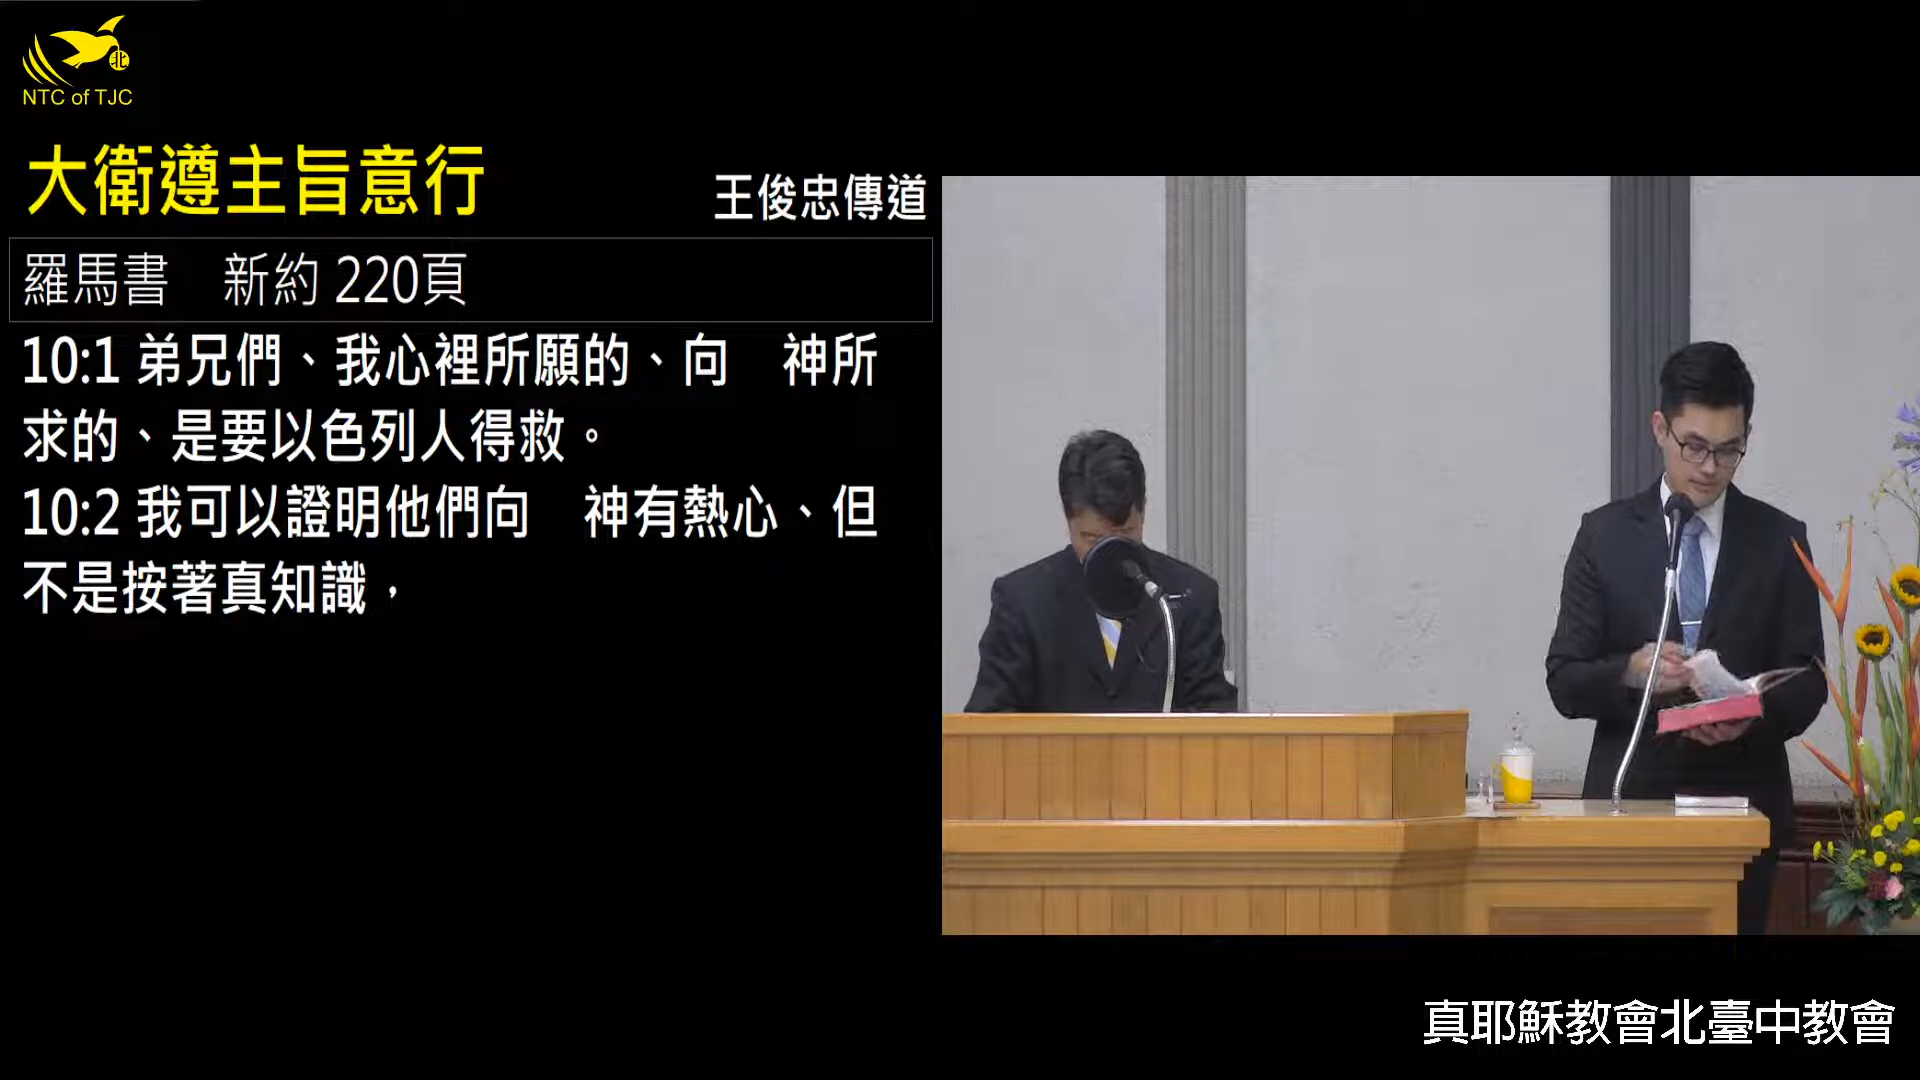 北
NTC of TJC
大衛遵主旨意行
王俊忠傳道
羅馬書　新約 220頁
10:1 弟兄們、我心裡所願的、向　神所
求的、是要以色列人得救。
10:2 我可以證明他們向　神有熱心、但
不是按著真知識，
真耶穌教會北臺中教會